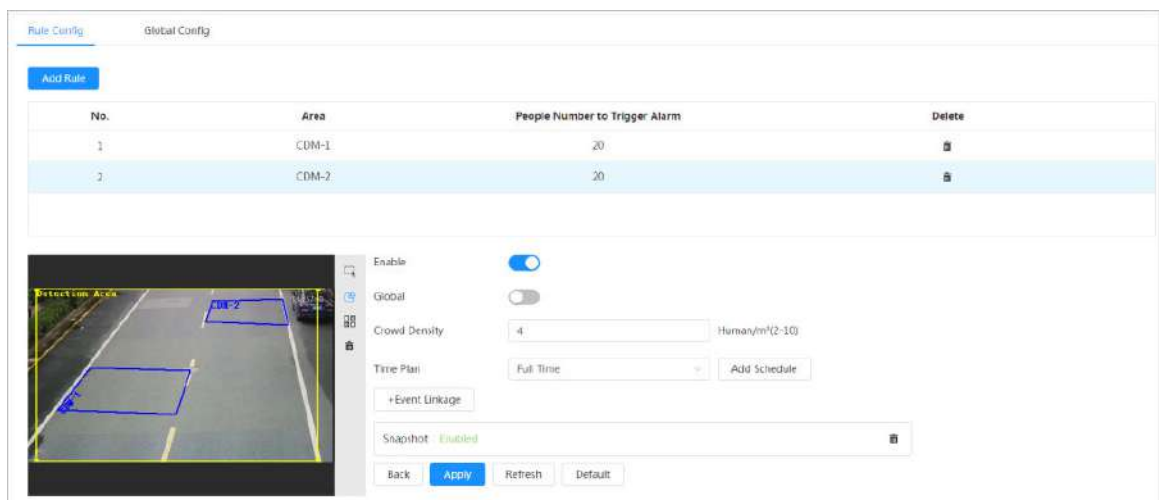 Rule Config Global Config
Add Rule
No. Area People Number to Trigger Alarm Delete
1 CDM-1 20
2 CDM-2 20
Detection Area
CDM-2
CDM-1
Enable
Global
Crowd Density 4 Human/m²(2-10)
Time Plan Full Time Add Schedule
+Event Linkage
Snapshot Enabled
Back Apply Refresh Default